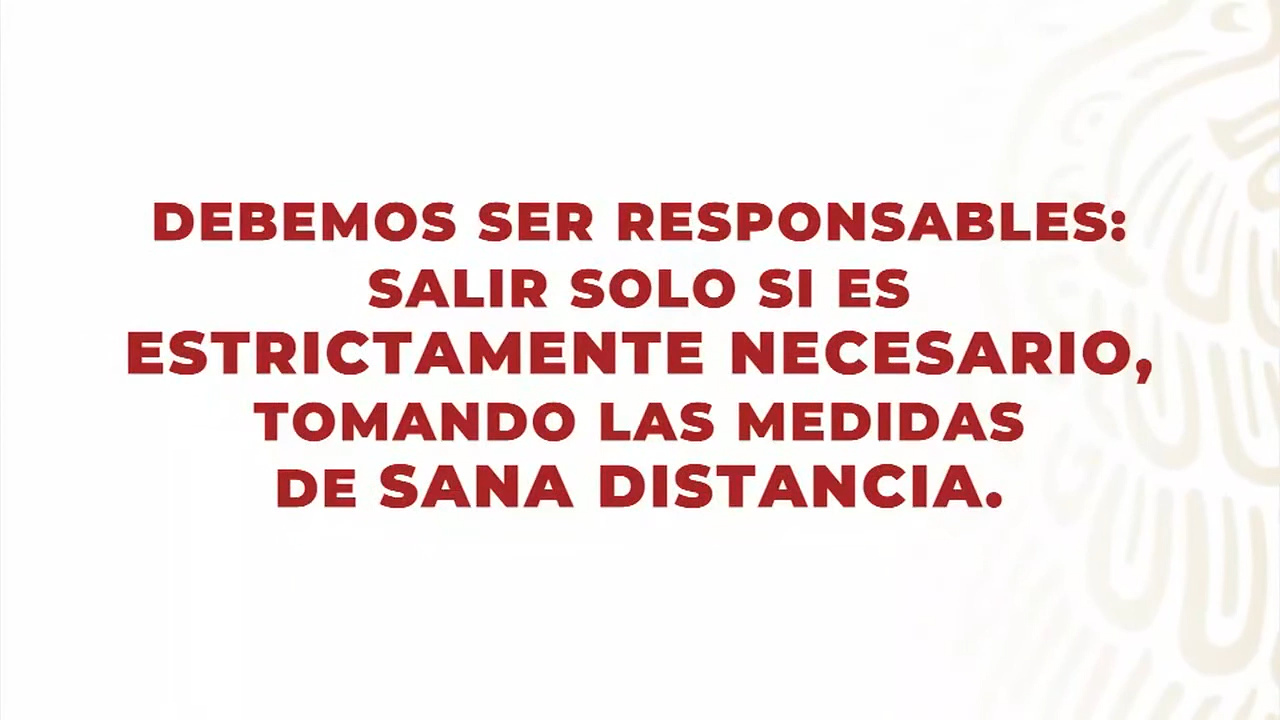 DEBEMOS SER RESPONSABLES:
SALIR SOLO SI ES
ESTRICTAMENTE NECESARIO,
TOMANDO LAS MEDIDAS
DE SANA DISTANCIA.